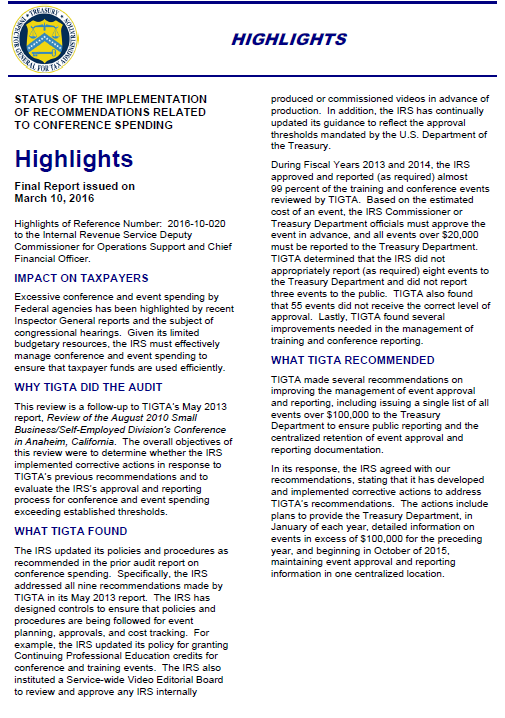 HIGHLIGHTS
STATUS OF THE IMPLEMENTATION
OF RECOMMENDATIONS RELATED
TO CONFERENCE SPENDING
Highlights
Final Report issued on
March 10, 2016
Highlights of Reference Number:  2016-10-020
to the Internal Revenue Service Deputy
Commissioner for Operations Support and Chief
Financial Officer.
IMPACT ON TAXPAYERS
Excessive conference and event spending by
Federal agencies has been highlighted by recent
Inspector General reports and the subject of
congressional hearings.  Given its limited
budgetary resources, the IRS must effectively
manage conference and event spending to
ensure that taxpayer funds are used efficiently.
WHY TIGTA DID THE AUDIT
This review is a follow-up to TIGTA's May 2013
report, Review of the August 2010 Small
Business/Self-Employed Division's Conference
in Anaheim, California.  The overall objectives of
this review were to determine whether the IRS
implemented corrective actions in response to
TIGTA's previous recommendations and to
evaluate the IRS's approval and reporting
process for conference and event spending
exceeding established thresholds.
WHAT TIGTA FOUND
The IRS updated its policies and procedures as
recommended in the prior audit report on
conference spending.  Specifically, the IRS
addressed all nine recommendations made by
TIGTA in its May 2013 report.  The IRS has
designed controls to ensure that policies and
procedures are being followed for event
planning, approvals, and cost tracking.  For
example, the IRS updated its policy for granting
Continuing Professional Education credits for
conference and training events.  The IRS also
instituted a Service-wide Video Editorial Board
to review and approve any IRS internally
produced or commissioned videos in advance of
production.  In addition, the IRS has continually
updated its guidance to reflect the approval
thresholds mandated by the U.S. Department of
the Treasury.
During Fiscal Years 2013 and 2014, the IRS
approved and reported (as required) almost
99 percent of the training and conference events
reviewed by TIGTA.  Based on the estimated
cost of an event, the IRS Commissioner or
Treasury Department officials must approve the
event in advance, and all events over $20,000
must be reported to the Treasury Department.
TIGTA determined that the IRS did not
appropriately report (as required) eight events to
the Treasury Department and did not report
three events to the public.  TIGTA also found
that 55 events did not receive the correct level of
approval.  Lastly, TIGTA found several
improvements needed in the management of
training and conference reporting.
WHAT TIGTA RECOMMENDED
TIGTA made several recommendations on
improving the management of event approval
and reporting, including issuing a single list of all
events over $100,000 to the Treasury
Department to ensure public reporting and the
centralized retention of event approval and
reporting documentation.
In its response, the IRS agreed with our
recommendations, stating that it has developed
and implemented corrective actions to address
TIGTA's recommendations.  The actions include
plans to provide the Treasury Department, in
January of each year, detailed information on
events in excess of $100,000 for the preceding
year, and beginning in October of 2015,
maintaining event approval and reporting
information in one centralized location.